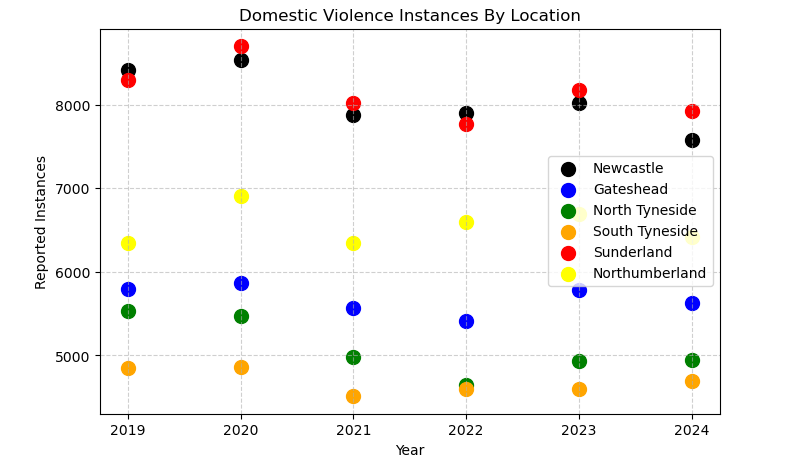 Domestic Violence Instances By Location
Reported Instances
8000
7000
6000
5000
Newcastle
Gateshead
North Tyneside
South Tyneside
Sunderland
Northumberland
2019 2020 2021 2022 2023 2024
Year